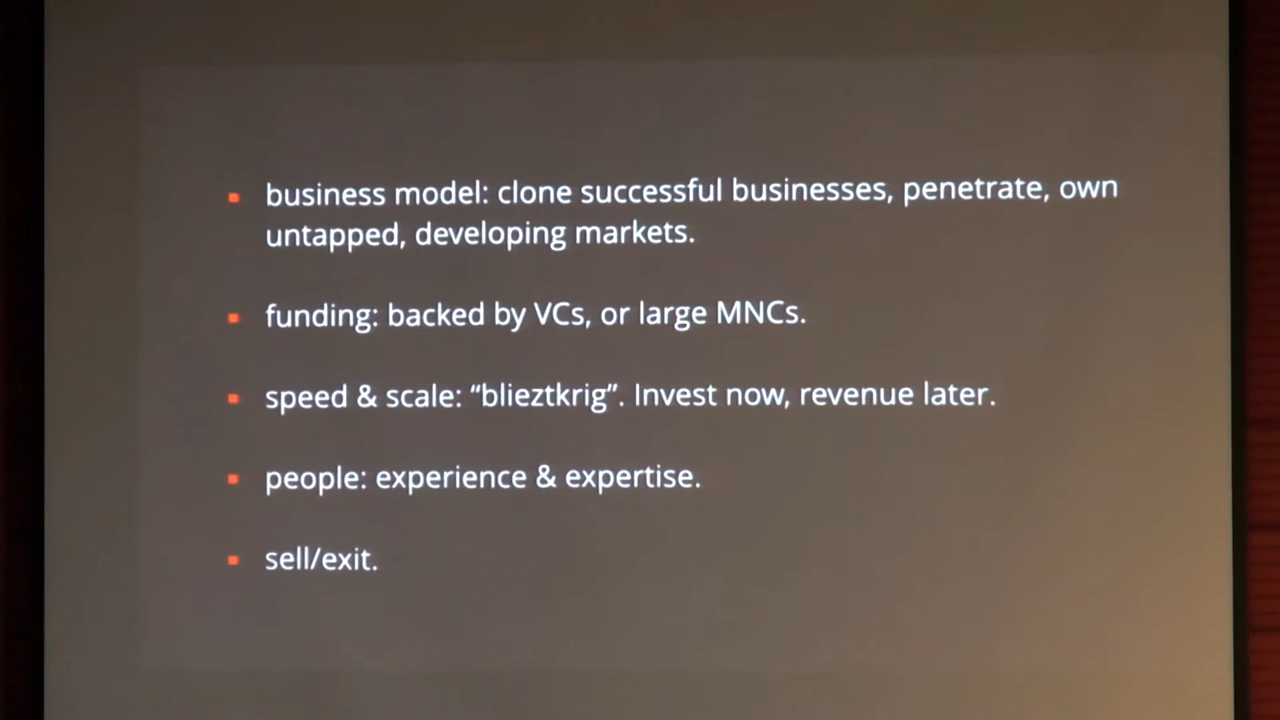 business model: clone successful businesses, penetrate, own
untapped, developing markets.
funding: backed by VCs, or large MNCs.
speed & scale: “blieztkrig”. Invest now, revenue later.
people: experience & expertise.
sell/exit.